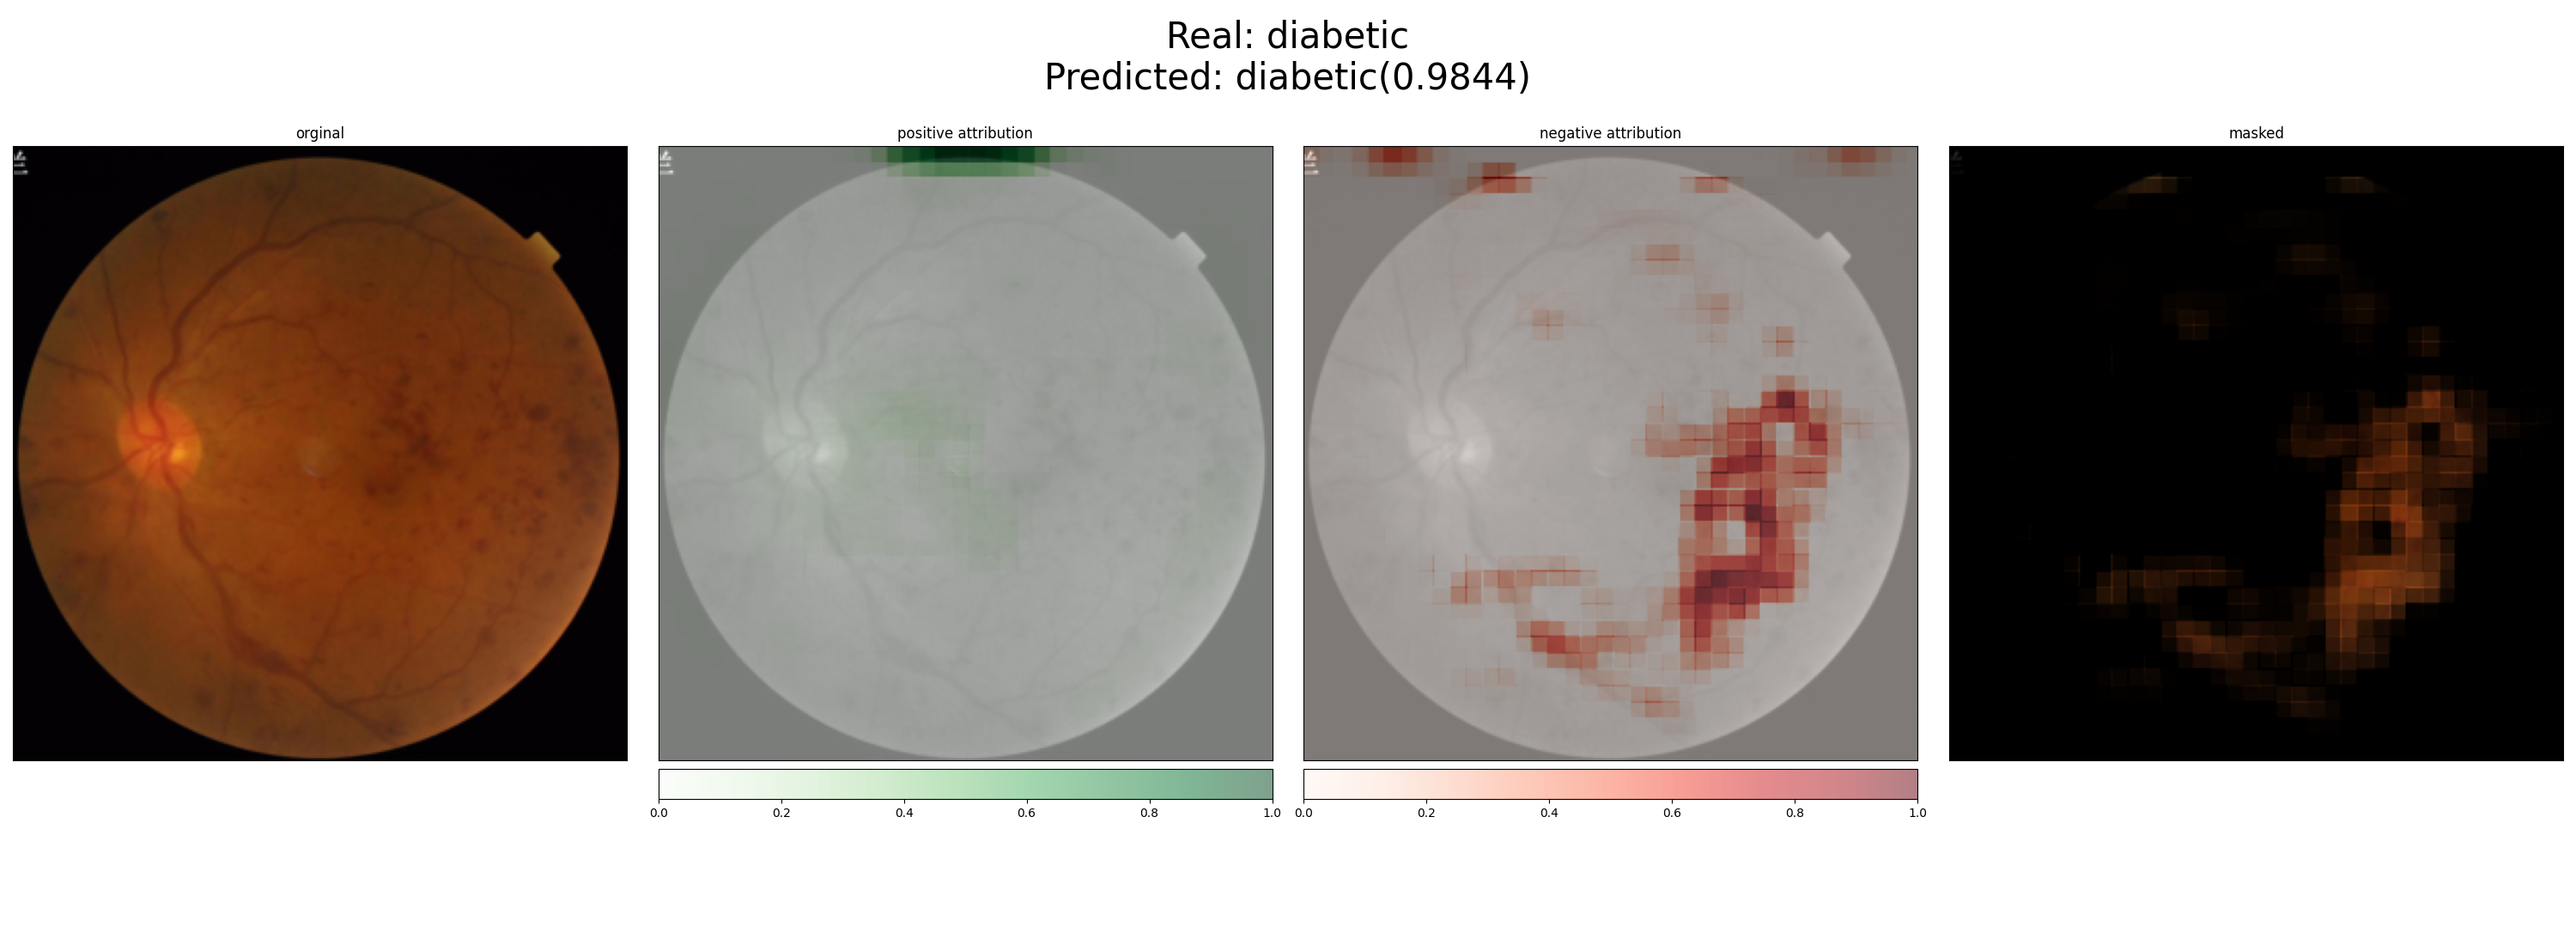 Real: diabetic
Predicted: diabetic(0.9844)
orginal
positive attribution
negative attribution
masked
0.0 0.2 0.4 0.6 0.8 1.0
0.0 0.2 0.4 0.6 0.8 1.0